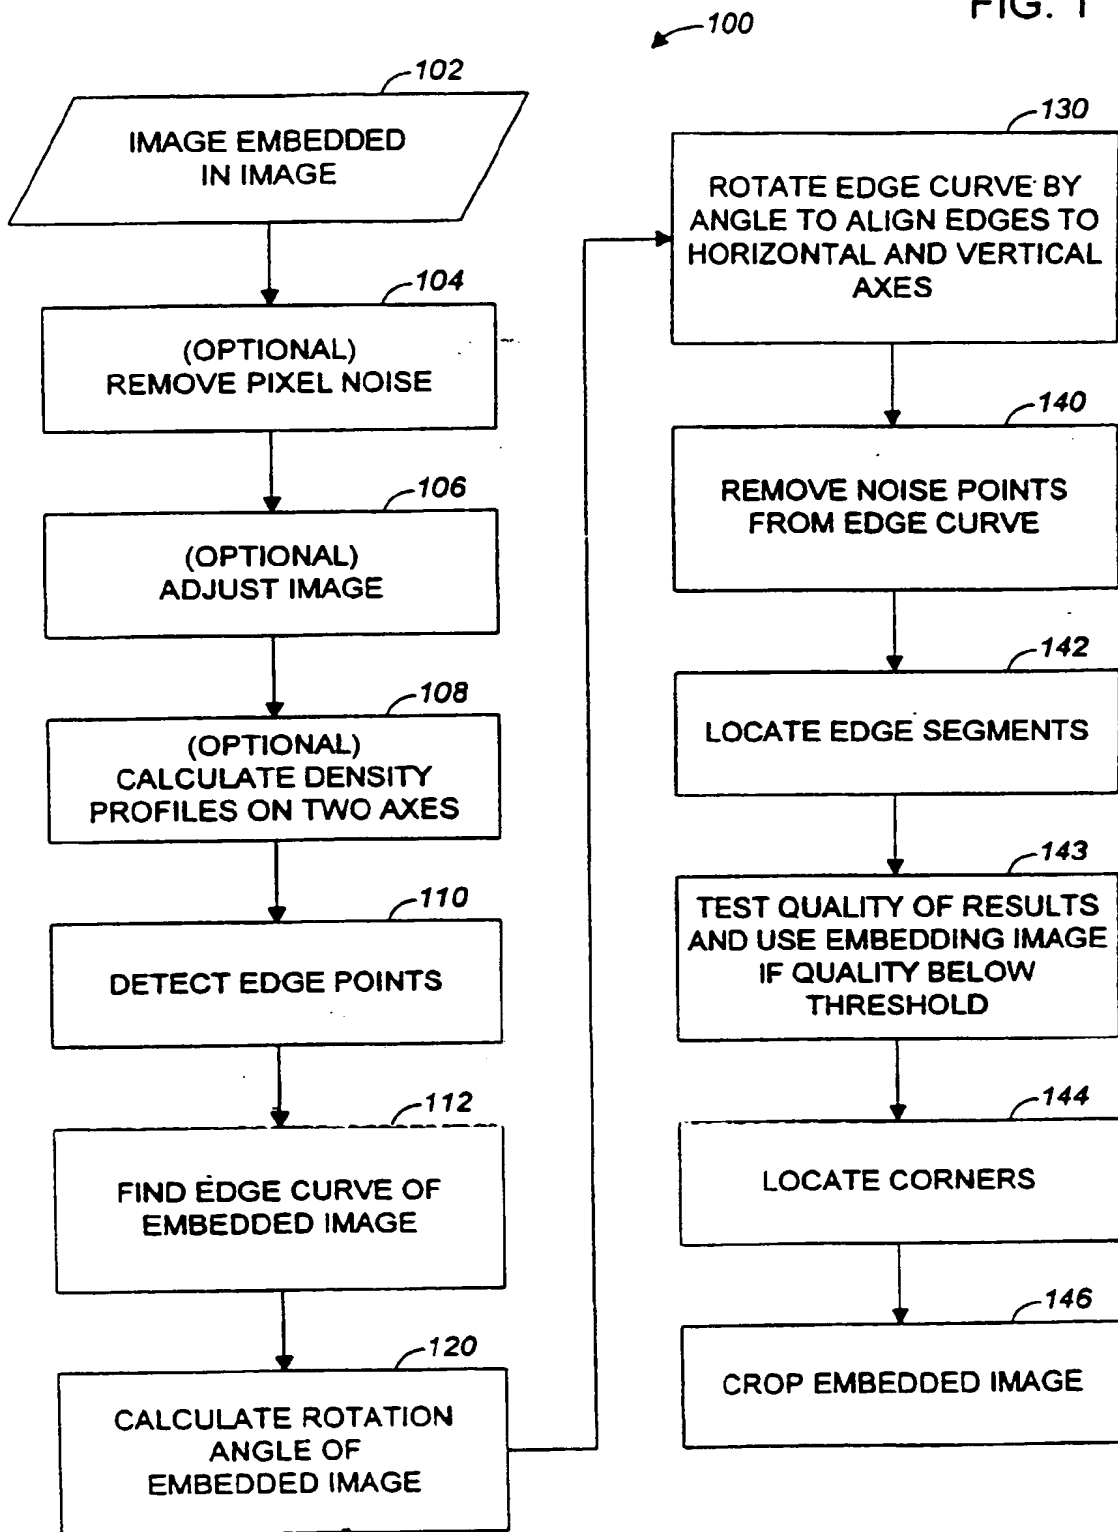 FIG. 1
100
102
IMAGE EMBEDDED
IN IMAGE
104
(OPTIONAL)
REMOVE PIXEL NOISE
106
(OPTIONAL)
ADJUST IMAGE
108
(OPTIONAL)
CALCULATE DENSITY
PROFILES ON TWO AXES
110
DETECT EDGE POINTS
112
FIND EDGE CURVE OF
EMBEDDED IMAGE
120
CALCULATE ROTATION
ANGLE OF
EMBEDDED IMAGE
130
ROTATE EDGE CURVE BY
ANGLE TO ALIGN EDGES TO
HORIZONTAL AND VERTICAL
AXES
140
REMOVE NOISE POINTS
FROM EDGE CURVE
142
LOCATE EDGE SEGMENTS
143
TEST QUALITY OF RESULTS
AND USE EMBEDDING IMAGE
IF QUALITY BELOW
THRESHOLD
144
LOCATE CORNERS
146
CROP EMBEDDED IMAGE